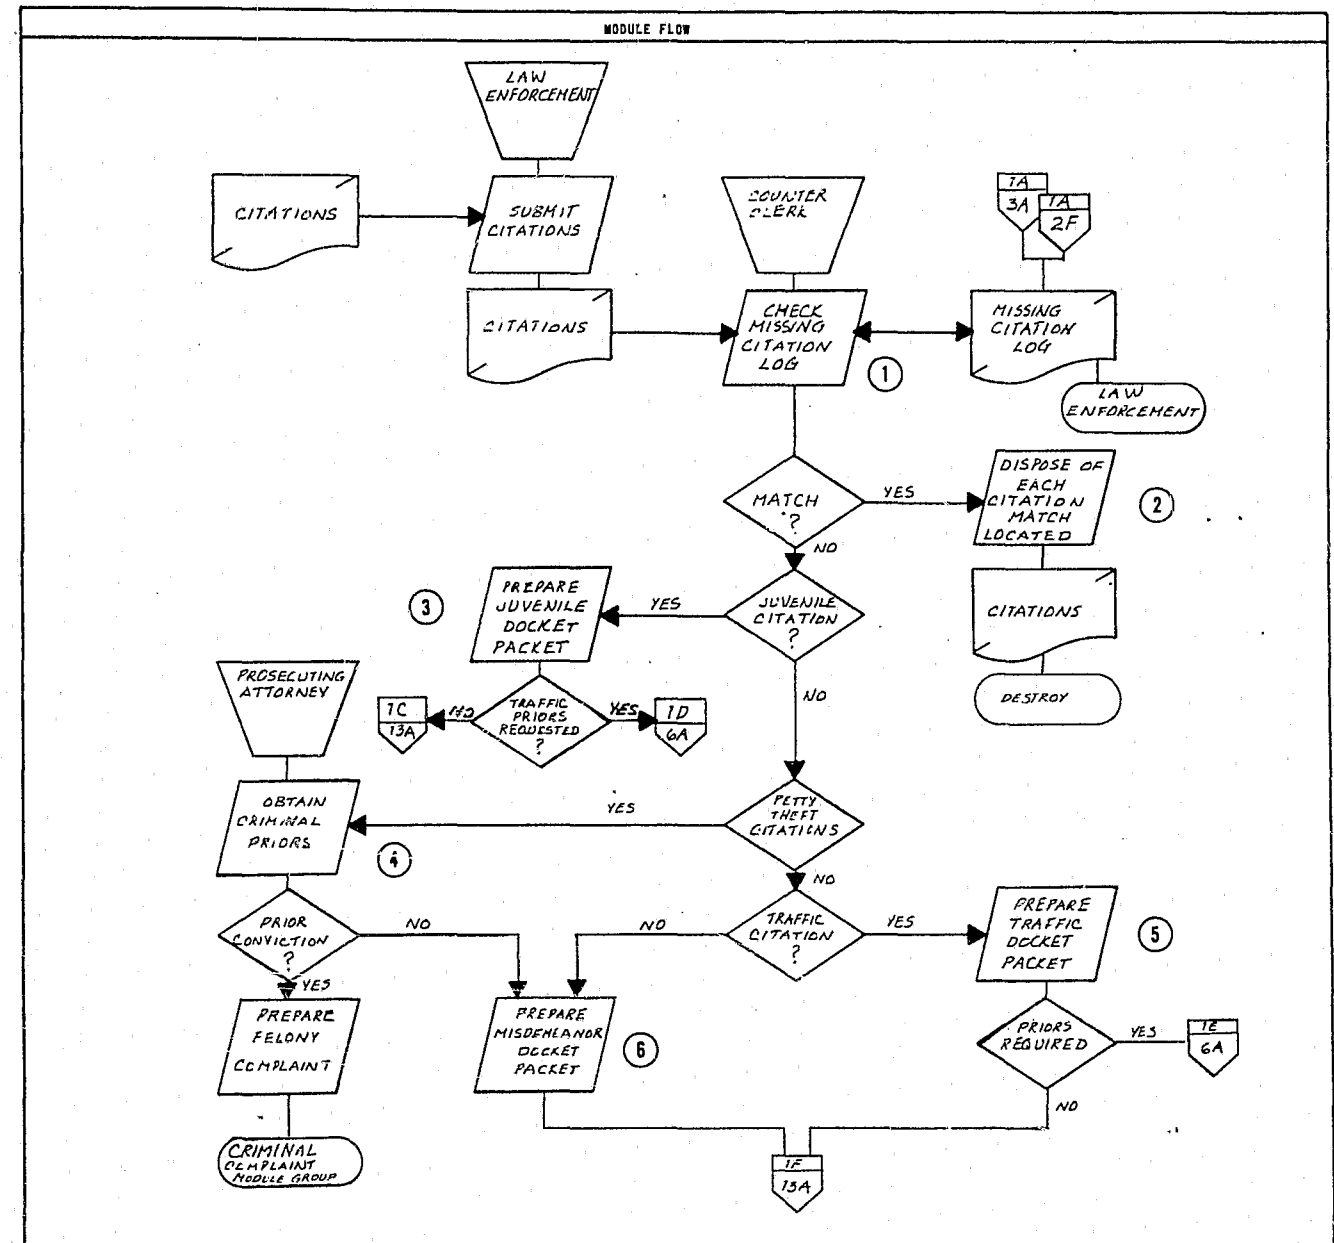 MODULE FLOW
LAW
ENFORCEMENT
CITATIONS
SUBMIT
CITATIONS
COUNTER
CLERK
1A
3A
1A
2F
CITATIONS
CHECK
MISSING
CITATION
LOG
1
MISSING
CITATION
LOG
LAW
ENFORCEMENT
MATCH
?
YES
DISPOSE OF
EACH
CITATION
MATCH
LOCATED
2
NO
3
PREPARE
JUVENILE
DOCKET
PACKET
YES
JUVENILE
CITATION
?
CITATIONS
PROSECUTING
ATTORNEY
1C
13A
NO
TRAFFIC
PRIORS
REQUESTED
?
YES
1D
6A
NO
DESTROY
OBTAIN
CRIMINAL
PRIORS
4
YES
PETTY
THEFT
CITATIONS
NO
PRIOR
CONVICTION
?
NO
NO
TRAFFIC
CITATION
?
YES
PREPARE
TRAFFIC
DOCKET
PACKET
5
YES
PREPARE
FELONY
COMPLAINT
PREPARE
MISDEMEANOR
DOCKET
PACKET
6
PRIORS
REQUIRED
YES
1E
6A
NO
CRIMINAL
COMPLAINT
MODULE GROUP
1F
13A